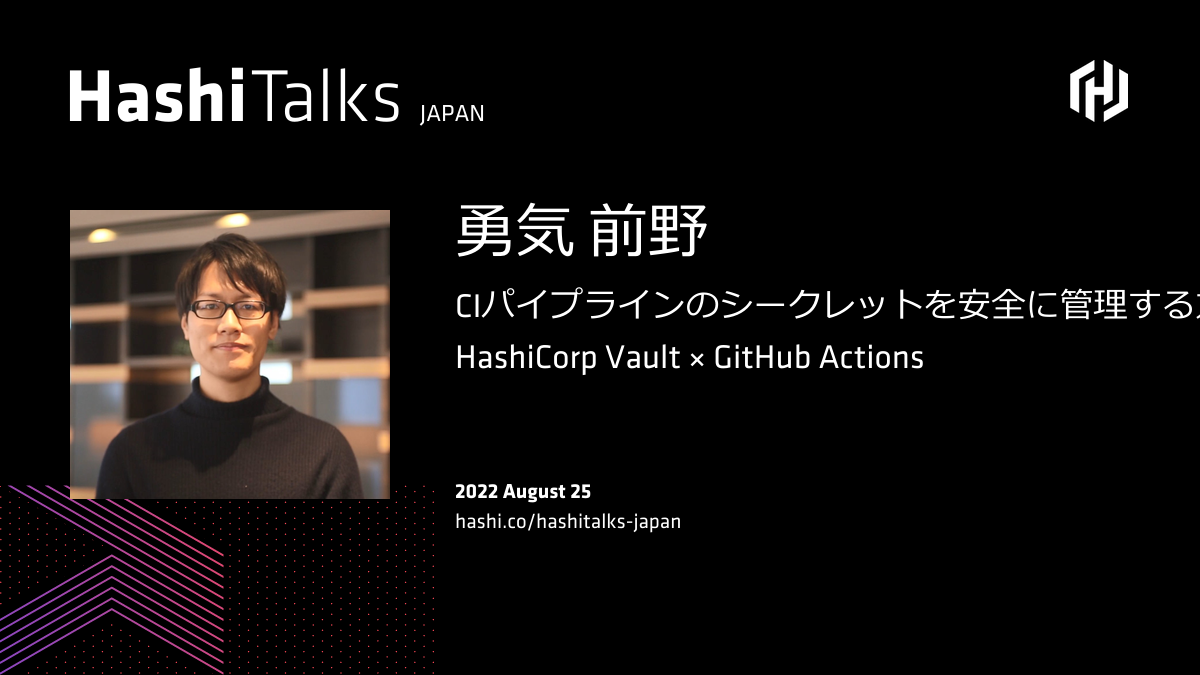 HashiTalks JAPAN
勇気 前野
CIパイプラインのシークレットを安全に管理する
HashiCorp Vault × GitHub Actions
2022 August 25
hashi.co/hashitalks-japan